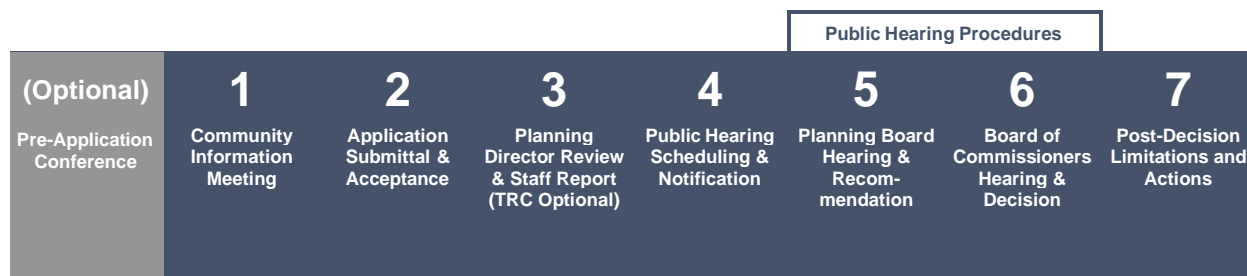 Public Hearing Procedures
(Optional)
Pre-Application
Conference
1
Community
Information
Meeting
2
Application
Submittal &
Acceptance
3
Planning
Director Review
& Staff Report
(TRC Optional)
4
Public Hearing
Scheduling &
Notification
5
Planning Board
Hearing &
Recom-
mendation
6
Board of
Commissioners
Hearing &
Decision
7
Post-Decision
Limitations and
Actions